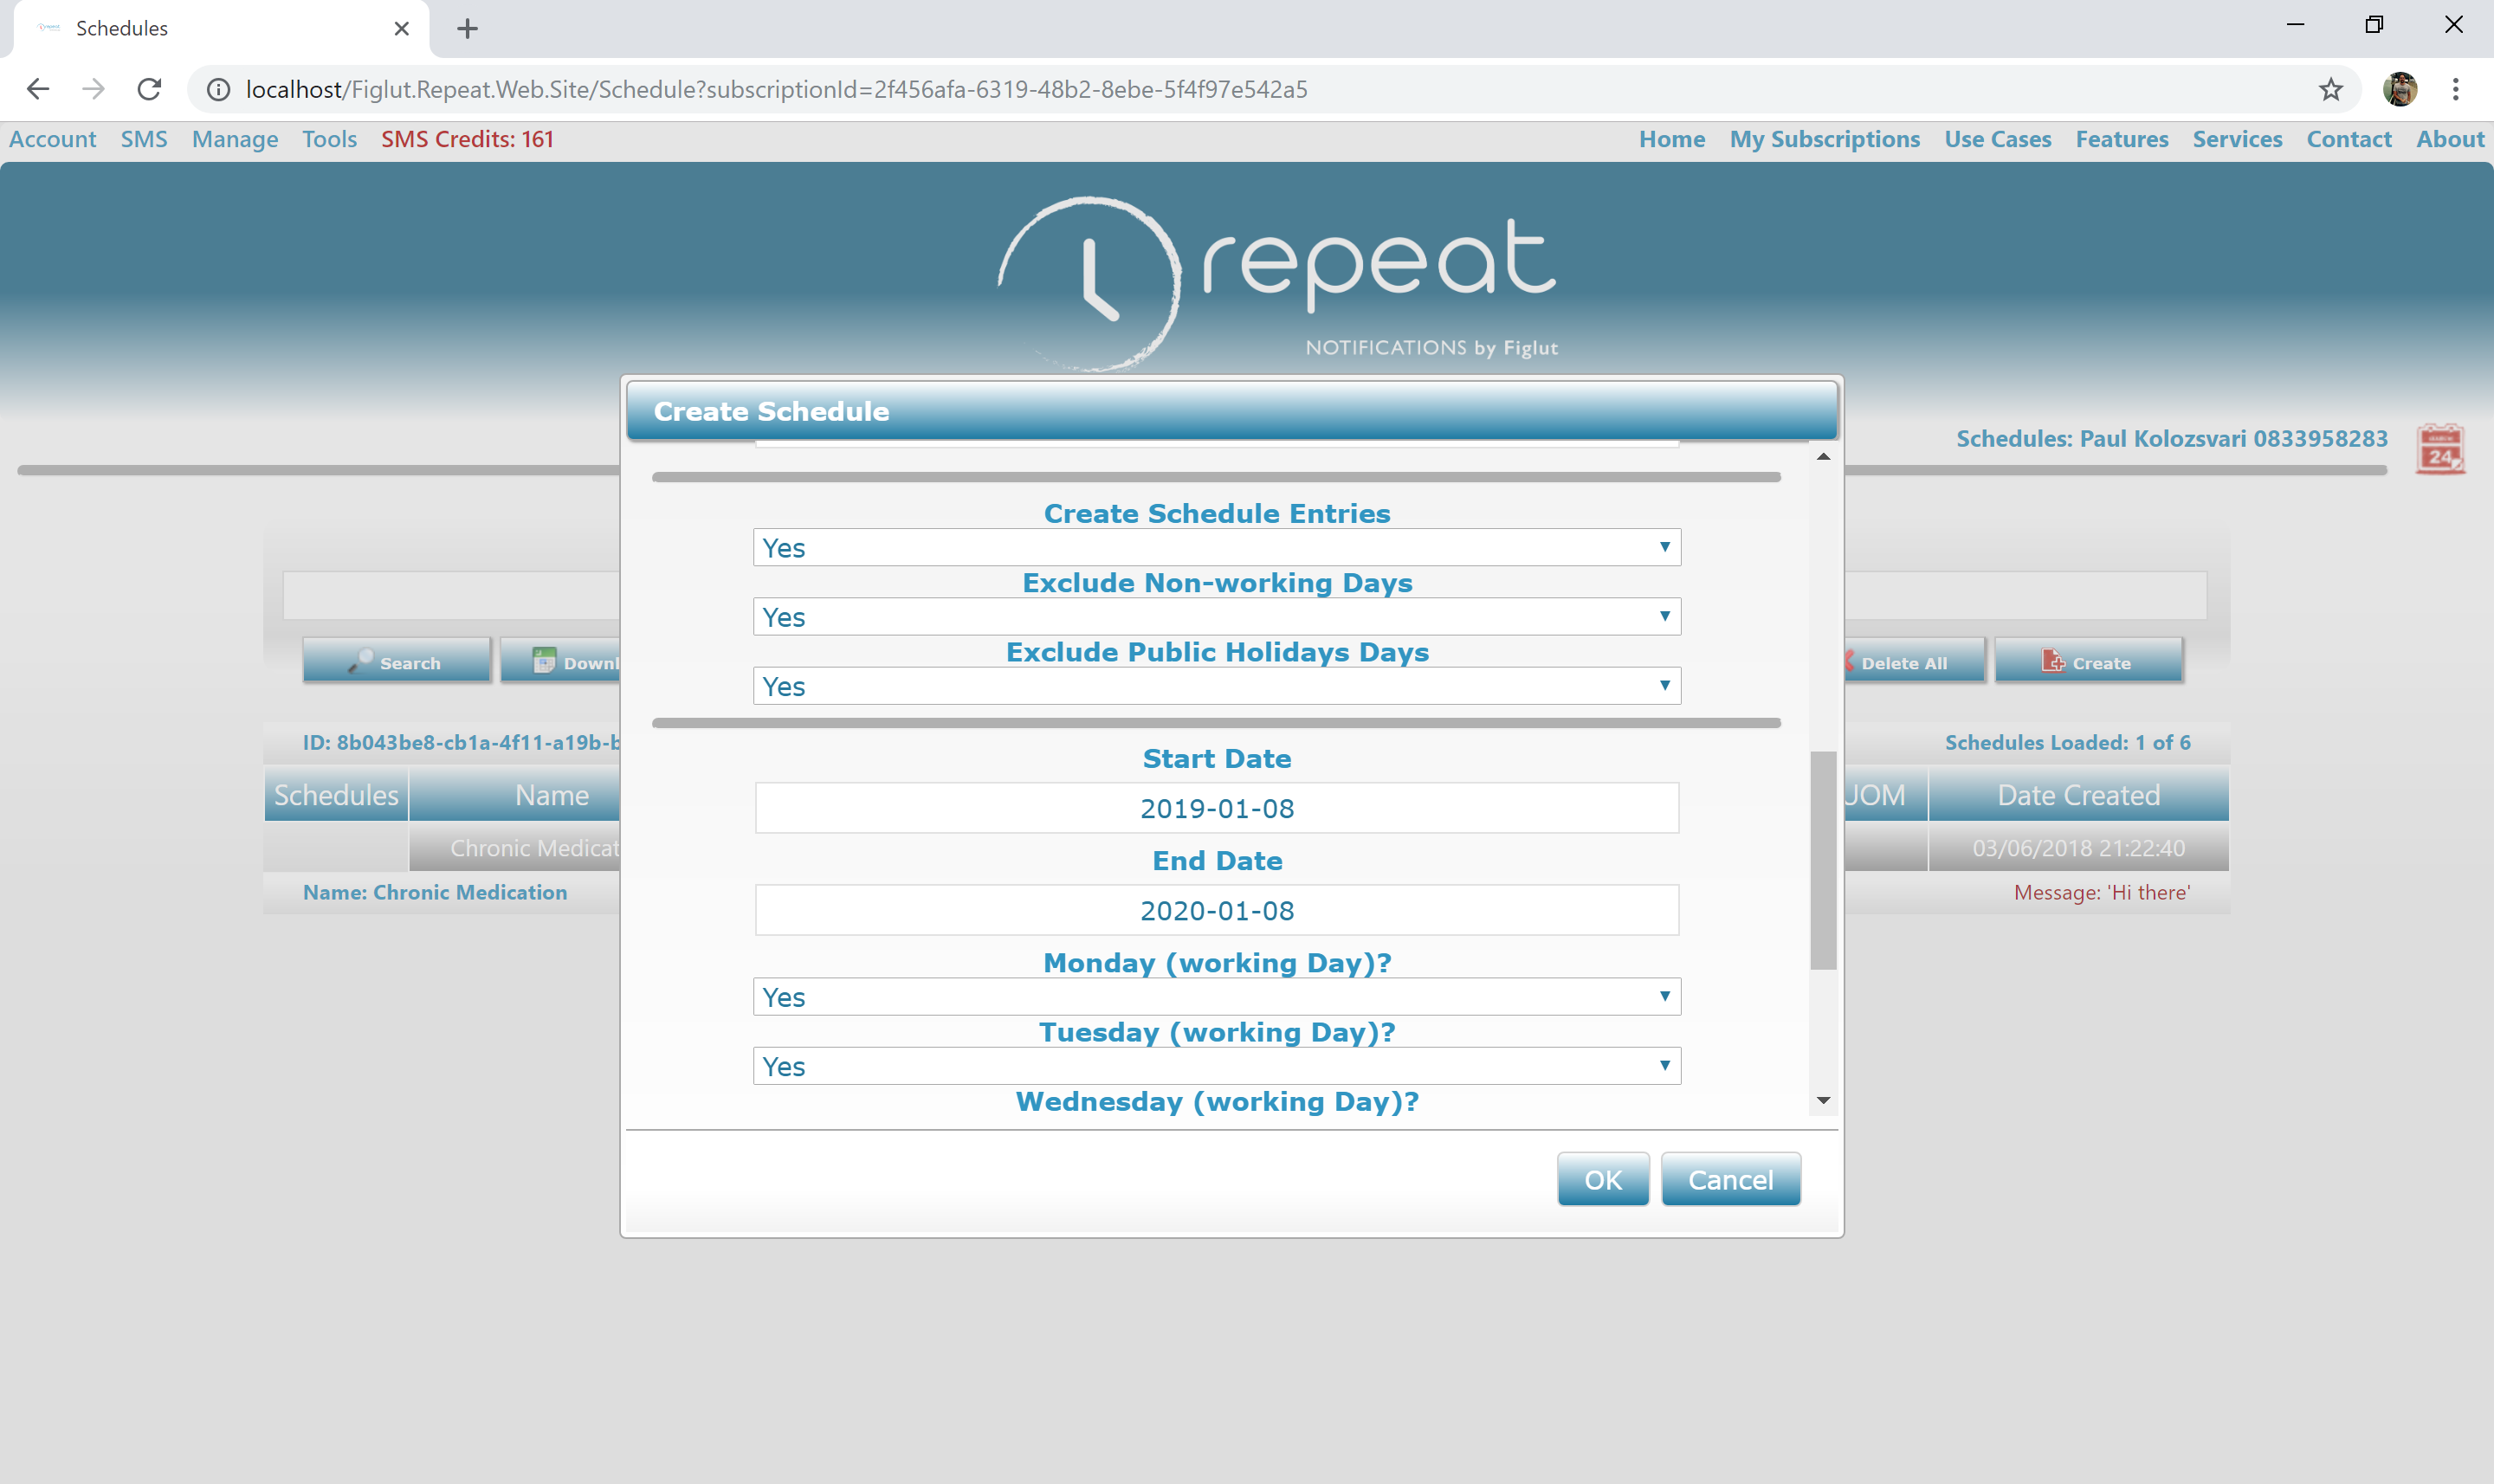 Schedules
localhost/Figlut.Repeat.Web.Site/Schedule?subscriptionId=2f456afa-6319-48b2-8ebe-5f4f97e542a5
Account SMS Manage Tools SMS Credits: 161 Home My Subscriptions Use Cases Features Services Contact About
repeat
NOTIFICATIONS by Figlut
Create Schedule
Schedules: Paul Kolozsvari 0833958283
24
Create Schedule Entries
Yes
Exclude Non-working Days
Yes
Exclude Public Holidays Days
Yes
Search Downl Delete All Create
ID: 8b043be8-cb1a-4f11-a19b-b Schedules Loaded: 1 of 6
Schedules Name UOM Date Created
Chronic Medicat 03/06/2018 21:22:40
Name: Chronic Medication Message: 'Hi there'
Start Date
2019-01-08
End Date
2020-01-08
Monday (working Day)?
Yes
Tuesday (working Day)?
Yes
Wednesday (working Day)?
OK Cancel